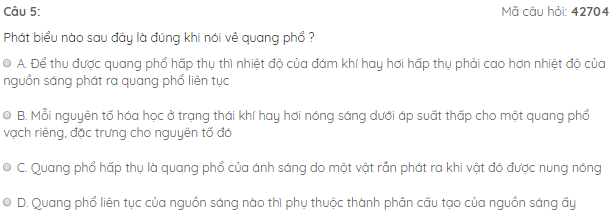 Câu 5: Mã câu hỏi: 42704
Phát biểu nào sau đây là đúng khi nói về quang phổ ?
A. Để thu được quang phổ hấp thụ thì nhiệt độ của đám khí hay hơi hấp thụ phải cao hơn nhiệt độ của
nguồn sáng phát ra quang phổ liên tục
B. Mỗi nguyên tố hóa học ở trạng thái khí hay hơi nóng sáng dưới áp suất thấp cho một quang phổ
vạch riêng, đặc trưng cho nguyên tố đó
C. Quang phổ hấp thụ là quang phổ của ánh sáng do một vật rắn phát ra khi vật đó được nung nóng
D. Quang phổ liên tục của nguồn sáng nào thì phụ thuộc thành phần cấu tạo của nguồn sáng ấy